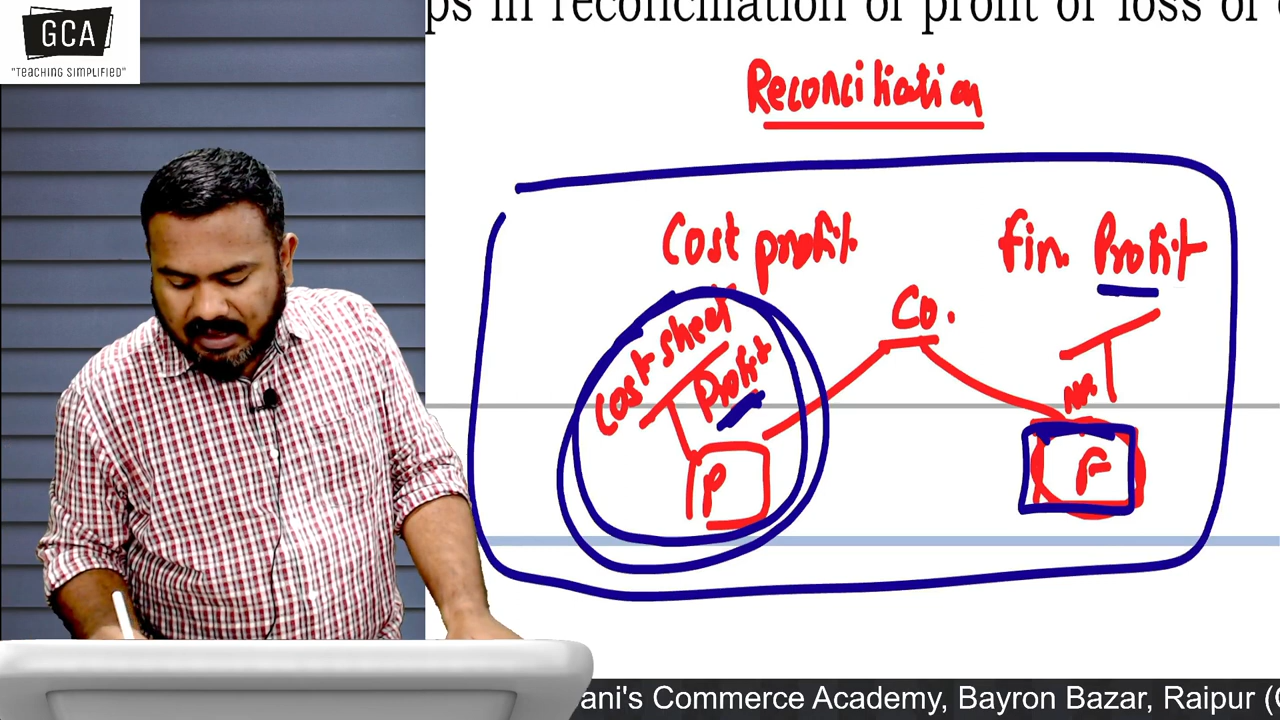 GCA
"TEACHING SIMPLIFIED"
ps in reconciliation of profit or loss of
Reconciliation
Cost profit
fin. Profit
Co.
Cost sheet
Profit
P
F
ani's Commerce Academy, Bayron Bazar, Raipur (